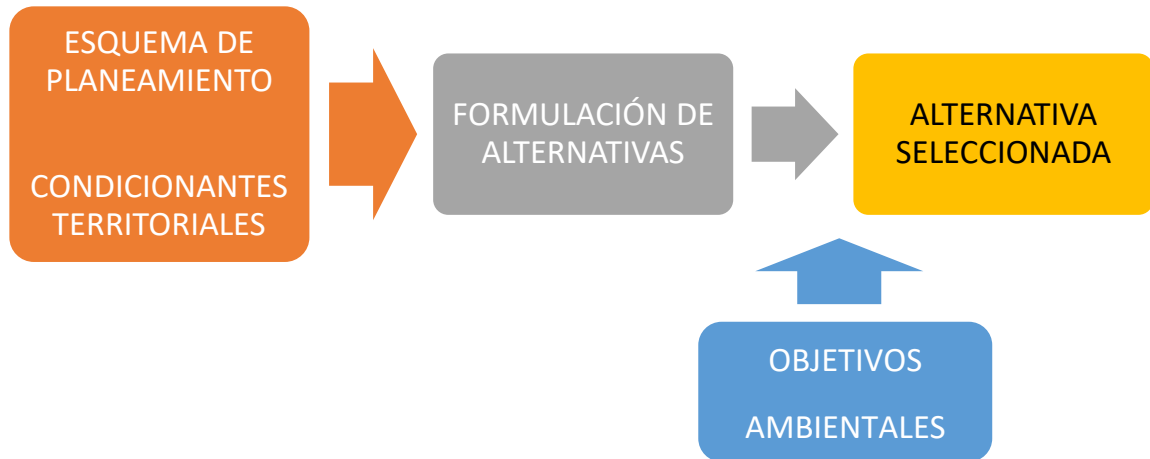 ESQUEMA DE
PLANEAMIENTO
CONDICIONANTES
TERRITORIALES
FORMULACIÓN DE
ALTERNATIVAS
ALTERNATIVA
SELECCIONADA
OBJETIVOS
AMBIENTALES